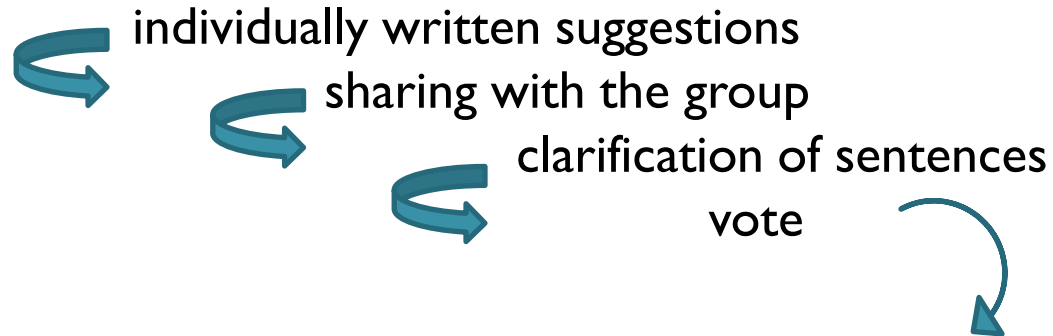 individually written suggestions
sharing with the group
clarification of sentences
vote